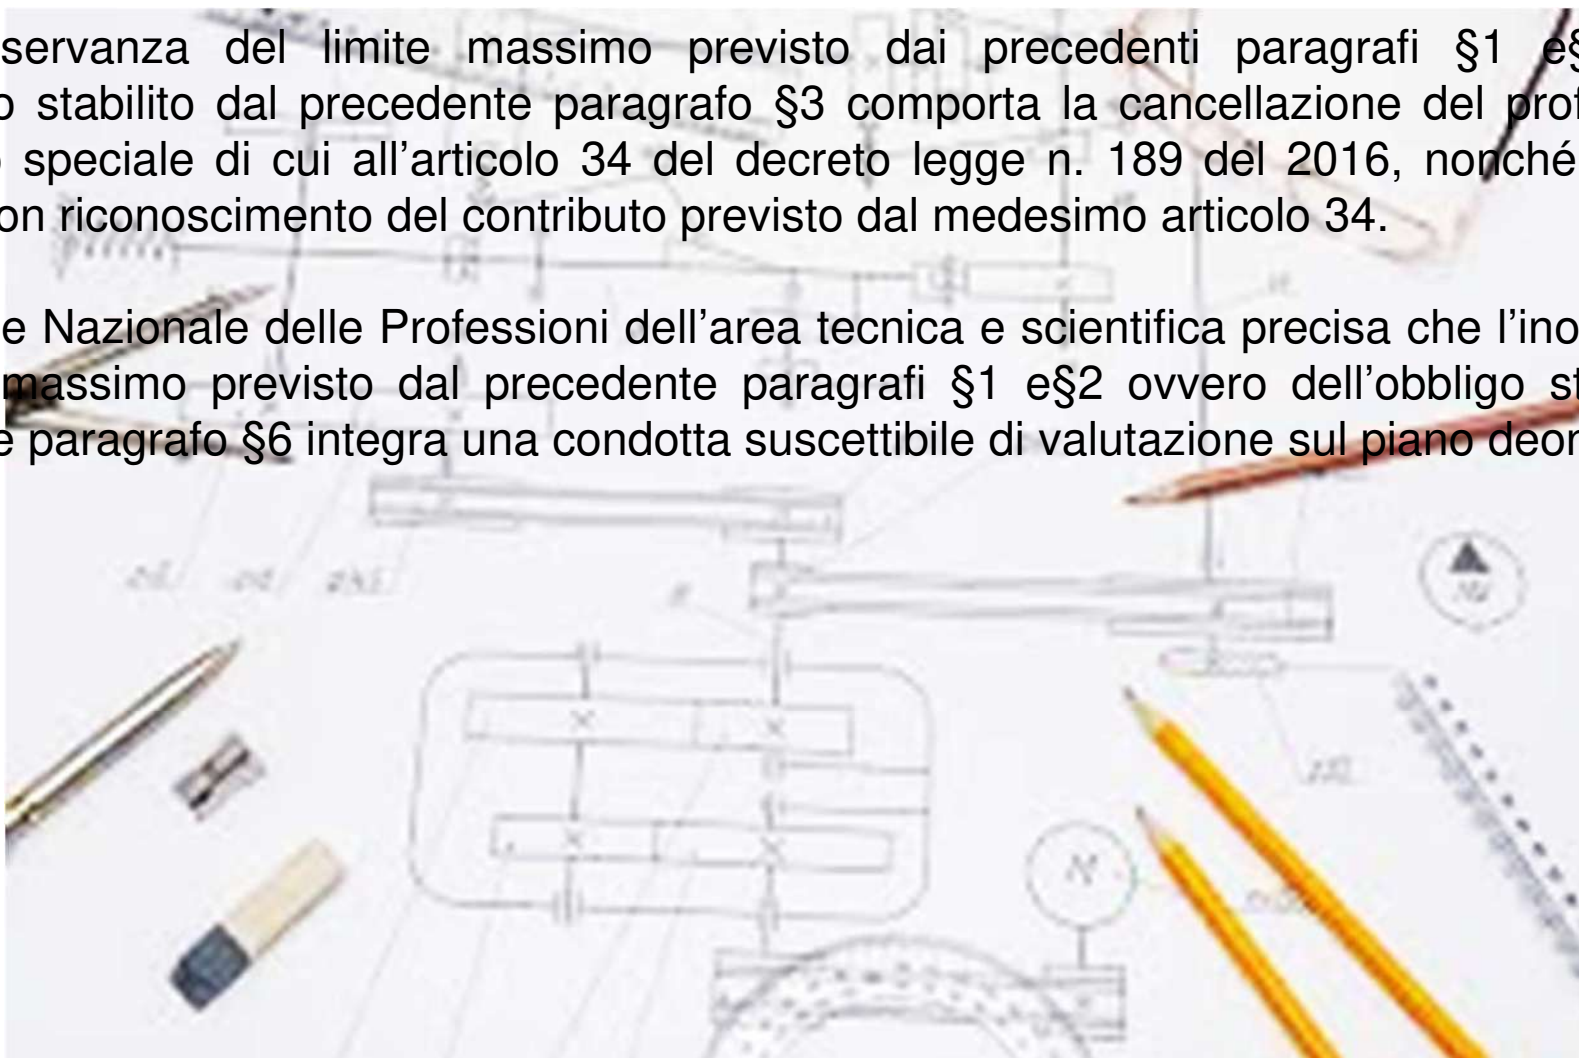 servanza del limite massimo previsto dai precedenti paragrafi §1 e§
o stabilito dal precedente paragrafo §3 comporta la cancellazione del prof
speciale di cui all’articolo 34 del decreto legge n. 189 del 2016, nonché
on riconoscimento del contributo previsto dal medesimo articolo 34.
e Nazionale delle Professioni dell’area tecnica e scientifica precisa che l’ino
massimo previsto dal precedente paragrafi §1 e§2 ovvero dell’obbligo st
e paragrafo §6 integra una condotta suscettibile di valutazione sul piano deon
N